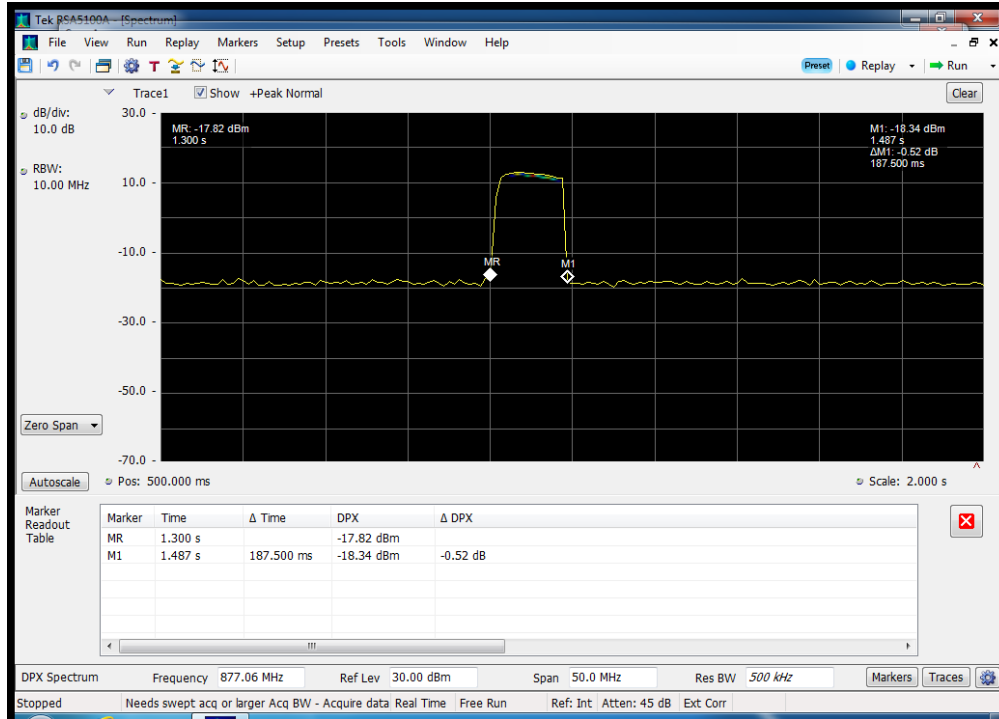 Tek RSA5100A - [Spectrum]
File View Run Replay Markers Setup Presets Tools Window Help
T Preset Replay Run
Trace1 Show +Peak Normal Clear
dB/div:
10.0 dB
RBW:
10.00 MHz
30.0 -
10.0 -
-10.0 -
-30.0 -
-50.0 -
-70.0 -
MR: -17.82 dBm
1.300 s
M1: -18.34 dBm
1.487 s
ΔM1: -0.52 dB
187.500 ms
MR
M1
Zero Span
Autoscale Pos: 500.000 ms Scale: 2.000 s
Marker
Readout
Table
Marker Time Δ Time DPX Δ DPX
MR 1.300 s -17.82 dBm
M1 1.487 s 187.500 ms -18.34 dBm -0.52 dB
DPX Spectrum Frequency 877.06 MHz Ref Lev 30.00 dBm Span 50.0 MHz Res BW 500 kHz Markers Traces
Stopped Needs swept acq or larger Acq BW - Acquire data Real Time Free Run Ref: Int Atten: 45 dB Ext Corr